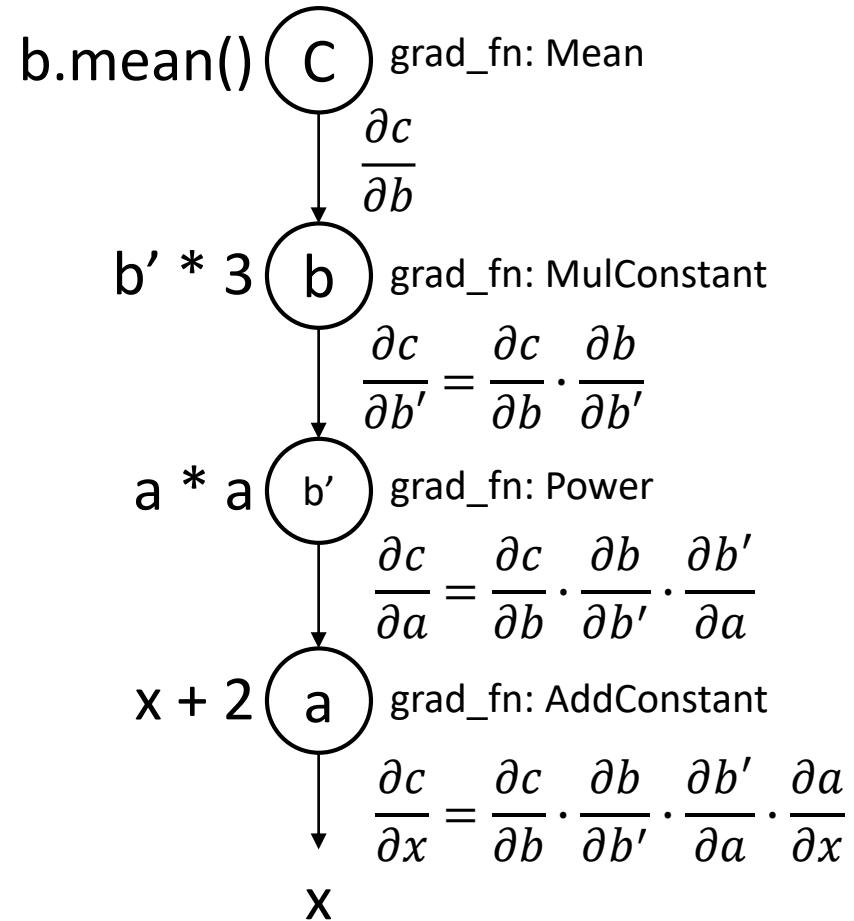 b.mean() C grad_fn: Mean
∂c/∂b
b’ * 3 b grad_fn: MulConstant
∂c/∂b′ = ∂c/∂b · ∂b/∂b′
a * a b’ grad_fn: Power
∂c/∂a = ∂c/∂b · ∂b/∂b′ · ∂b′/∂a
x + 2 a grad_fn: AddConstant
∂c/∂x = ∂c/∂b · ∂b/∂b′ · ∂b′/∂a · ∂a/∂x
x